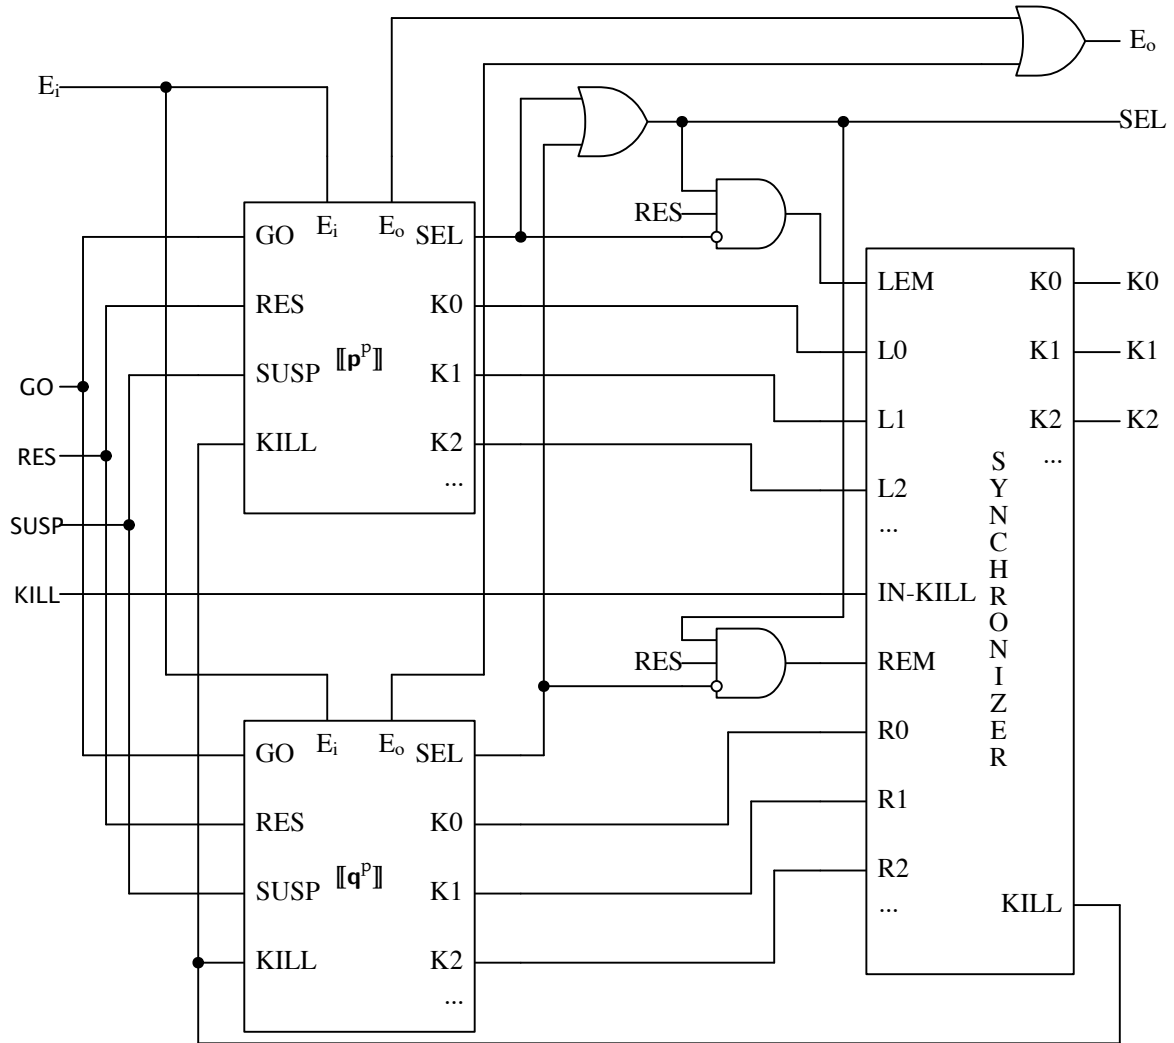 Eₒ
Eᵢ
SEL
RES
Eᵢ Eₒ
GO SEL
RES K0
⟦pᵖ⟧
SUSP K1
KILL K2
...
LEM K0 K0
L0 K1 K1
L1 K2 K2
...
L2
...
IN-KILL
REM
R0
R1
R2
...
KILL
SYNCHRONIZER
GO
RES
SUSP
KILL
RES
Eᵢ Eₒ
GO SEL
RES K0
⟦qᵖ⟧
SUSP K1
KILL K2
...